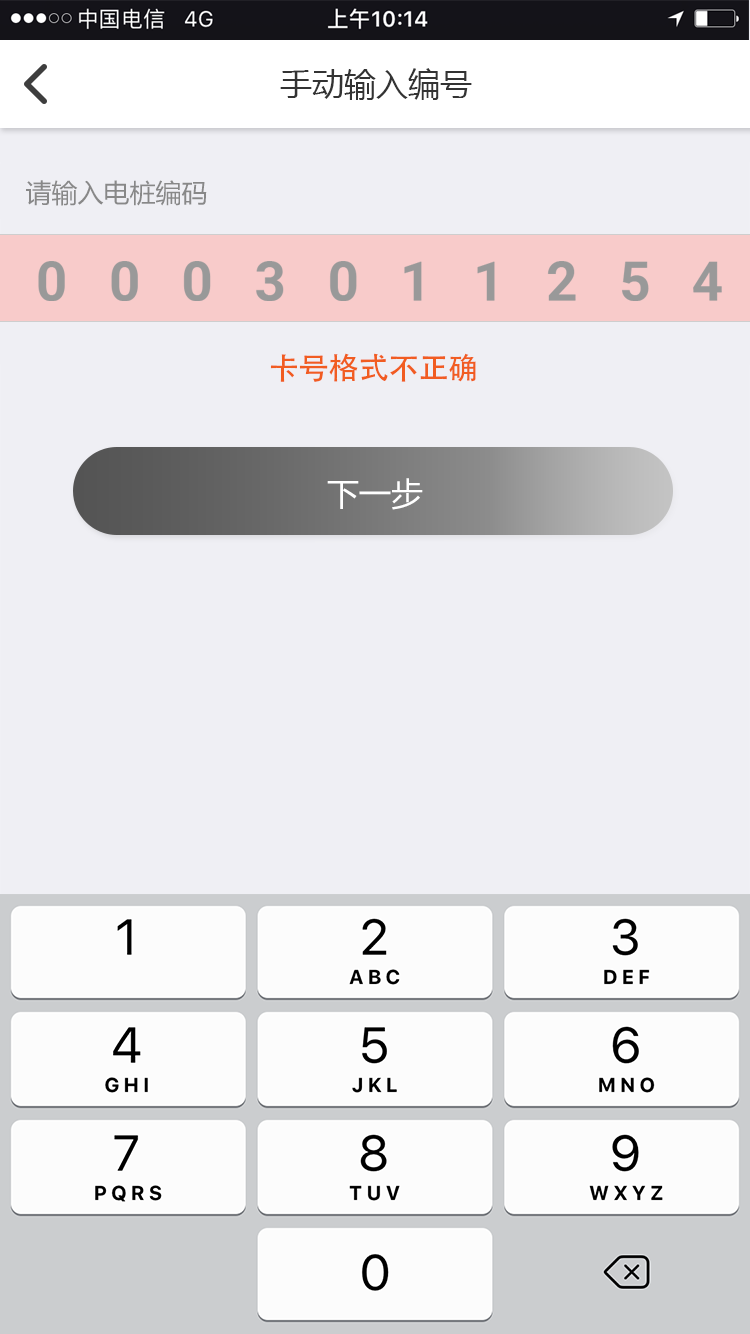 中国电信 4G 上午10:14
手动输入编号
请输入电桩编码
0 0 0 3 0 1 1 2 5 4
卡号格式不正确
下一步
1 2 3
ABC DEF
4 5 6
GHI JKL MNO
7 8 9
PQRS TUV WXYZ
0